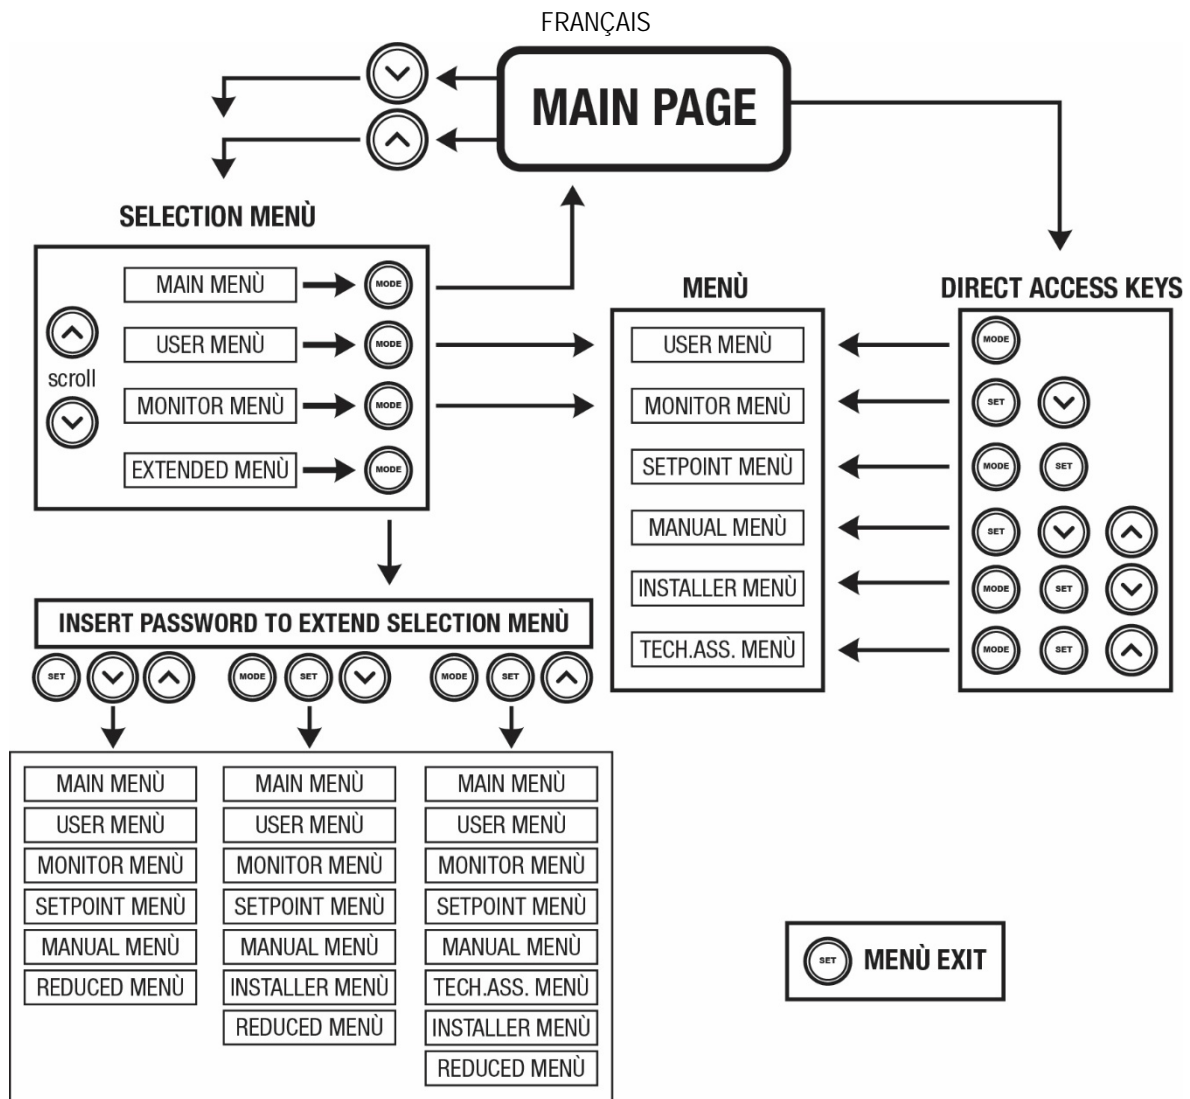 FRANÇAIS
MAIN PAGE
SELECTION MENÙ
MAIN MENÙ MODE
USER MENÙ MODE
scroll
MONITOR MENÙ MODE
EXTENDED MENÙ MODE
MENÙ
USER MENÙ
MONITOR MENÙ
SETPOINT MENÙ
MANUAL MENÙ
INSTALLER MENÙ
TECH.ASS. MENÙ
DIRECT ACCESS KEYS
MODE
SET
MODE SET
SET
MODE SET
MODE SET
INSERT PASSWORD TO EXTEND SELECTION MENÙ
SET
MAIN MENÙ
USER MENÙ
MONITOR MENÙ
SETPOINT MENÙ
MANUAL MENÙ
REDUCED MENÙ
MODE SET
MAIN MENÙ
USER MENÙ
MONITOR MENÙ
SETPOINT MENÙ
MANUAL MENÙ
INSTALLER MENÙ
REDUCED MENÙ
MODE SET
MAIN MENÙ
USER MENÙ
MONITOR MENÙ
SETPOINT MENÙ
MANUAL MENÙ
TECH.ASS. MENÙ
INSTALLER MENÙ
REDUCED MENÙ
SET MENÙ EXIT